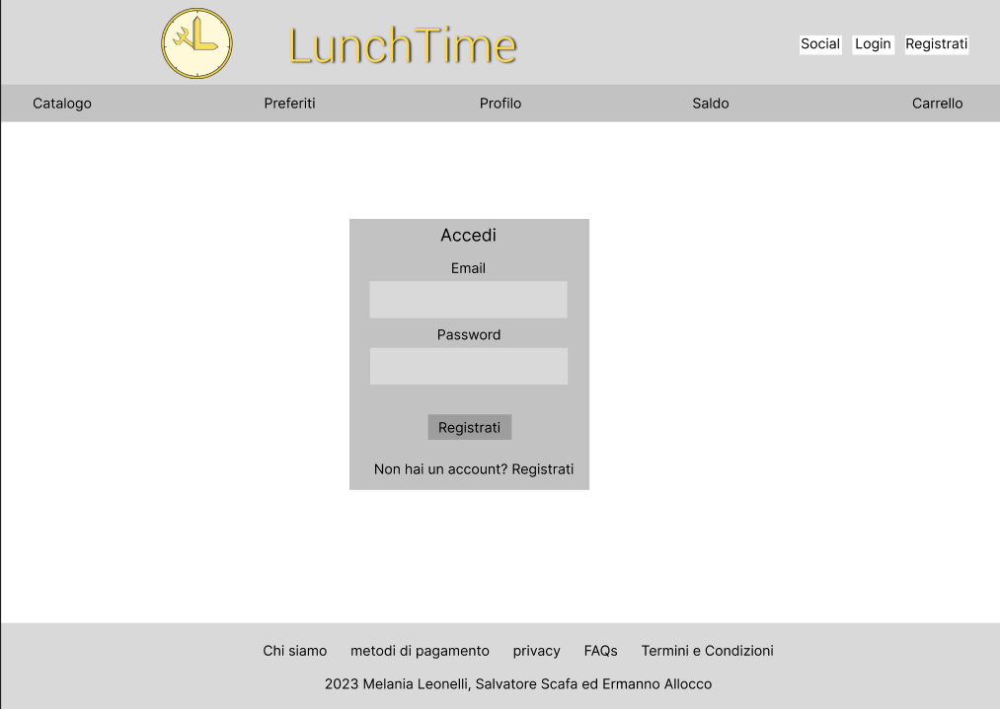 LunchTime
Social Login Registrati
Catalogo Preferiti Profilo Saldo Carrello
Accedi
Email
Password
Registrati
Non hai un account? Registrati
Chi siamo metodi di pagamento privacy FAQs Termini e Condizioni
2023 Melania Leonelli, Salvatore Scafa ed Ermanno Allocco